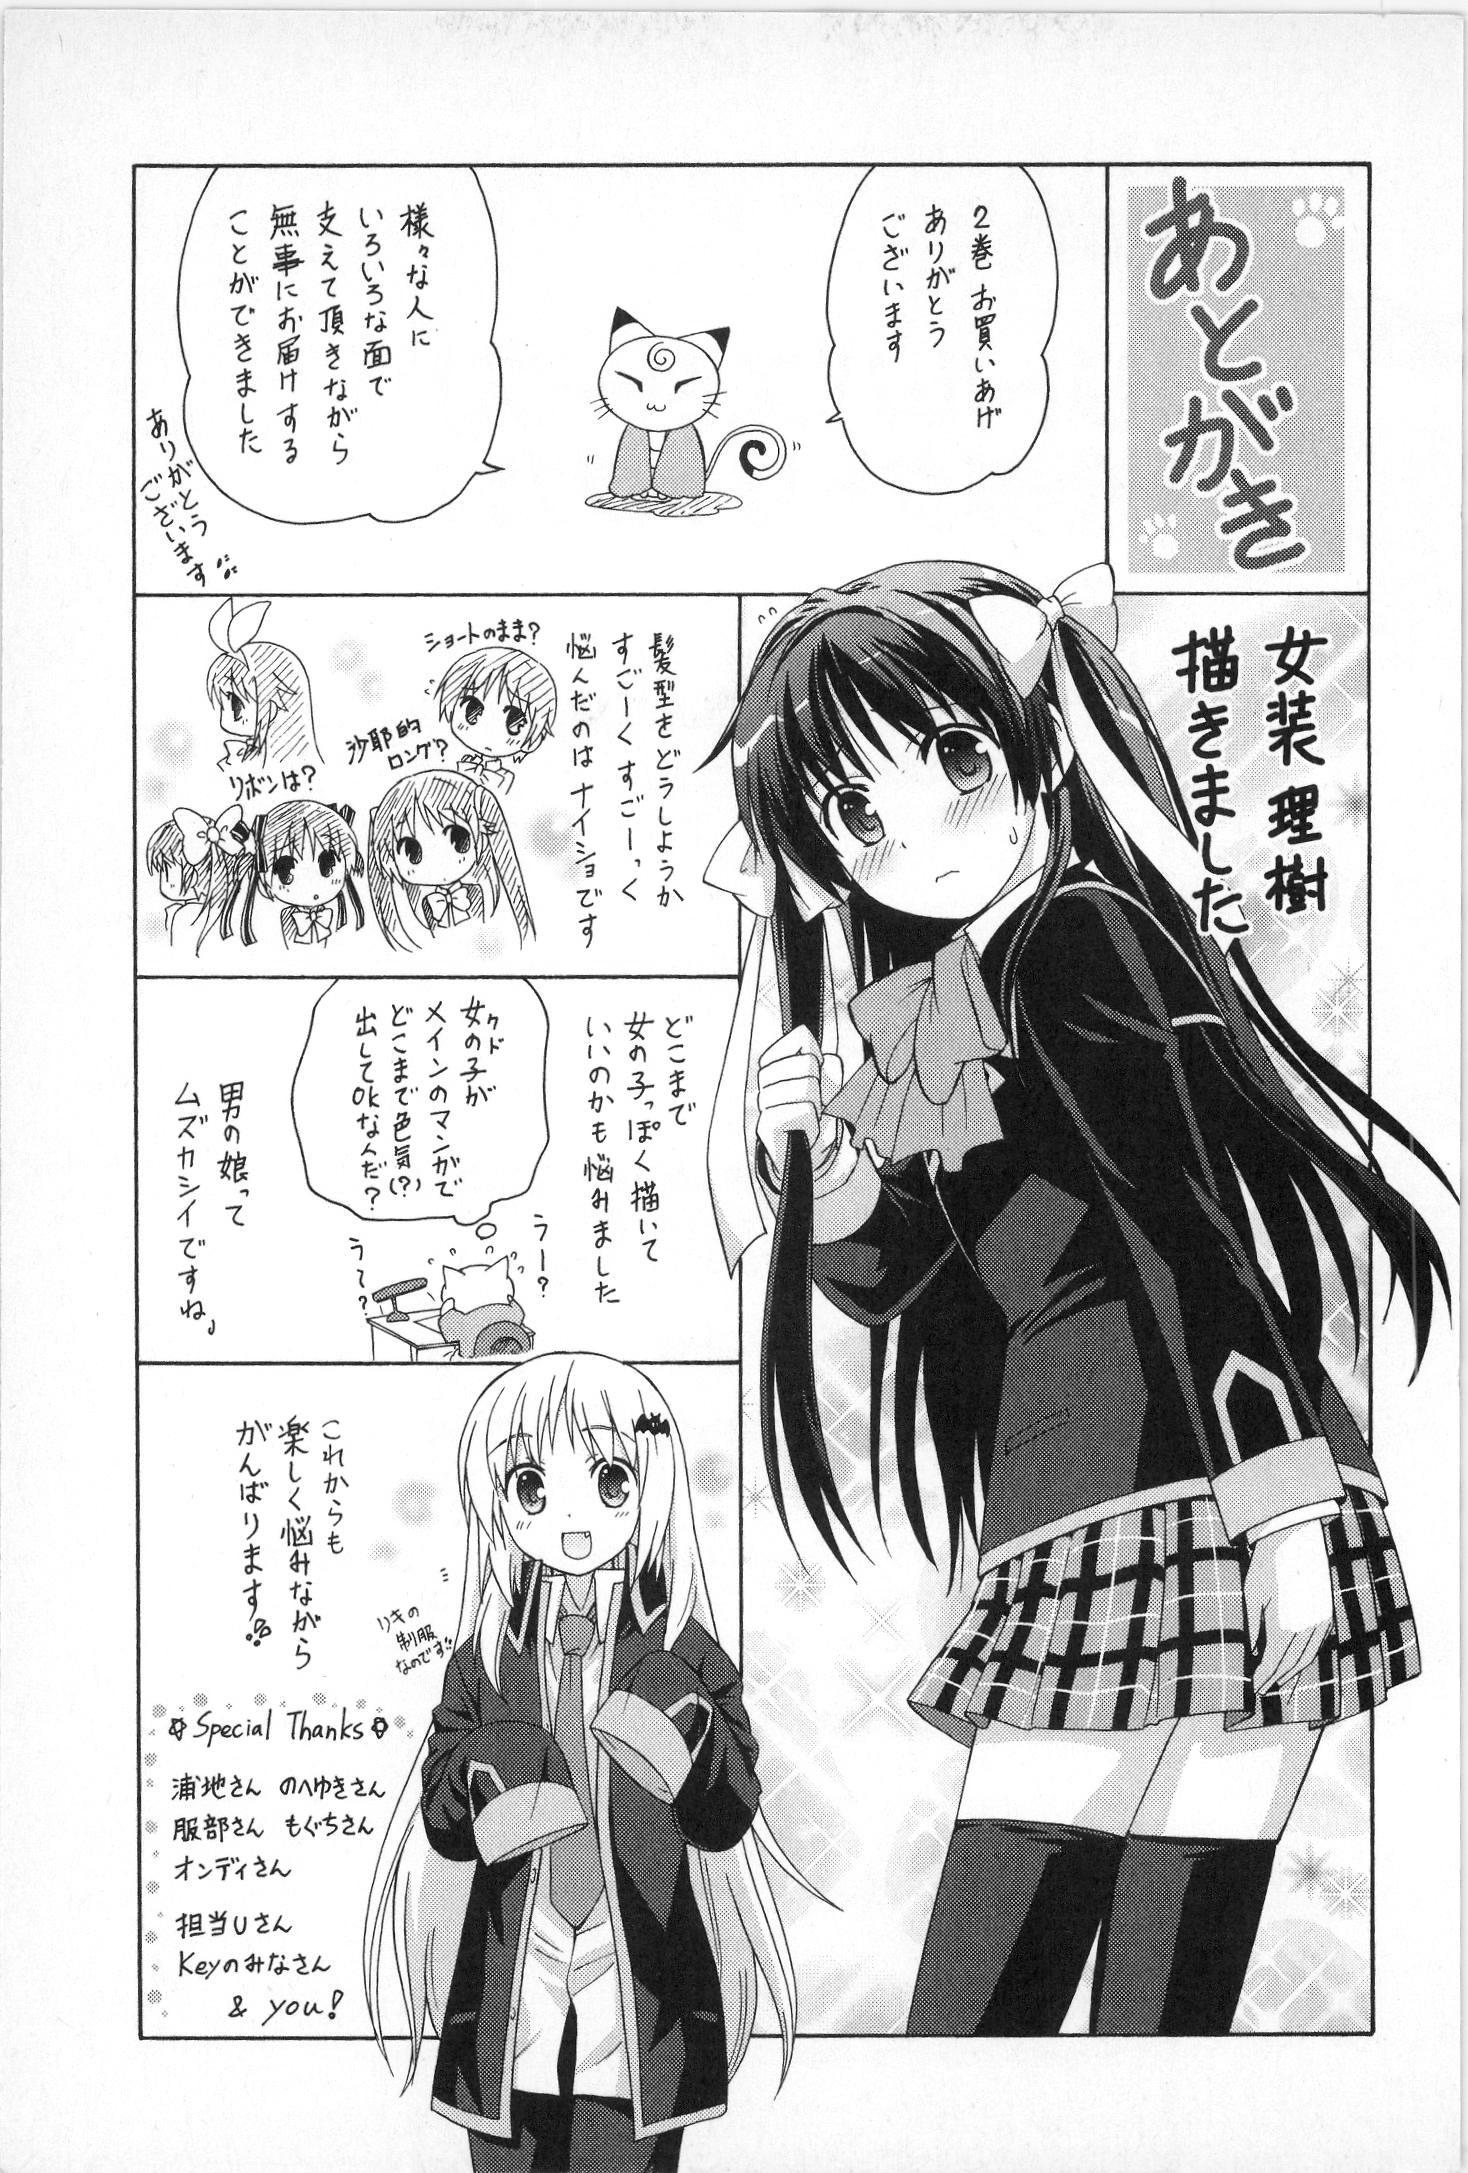 あとがき
2巻お買いあげ
ありがとう
ございます
様々な人に
いろいろな面で
支えて頂きながら
無事にお届けする
ことができました
ありがとう
ございます
女装理樹
描きました
髪型をどうしようか
すごーくすごーっく
悩んだのはナイショです
ショートのまま?
沙耶的
ロング?
リボンは?
どこまで
女の子っぽく描いて
いいのかも悩みました
クド
女の子が
メインのマンガで
どこまで色気(?)
出してOKなんだ?
うー?
う〜?
男の娘って
ムズカシイですね」
これからも
楽しく悩みながら
がんばります
リキの
制服
なのです
Special Thanks
浦地さん のへゆきさん
服部さん もぐちさん
オンディさん
担当Uさん
Keyのみなさん
& you!